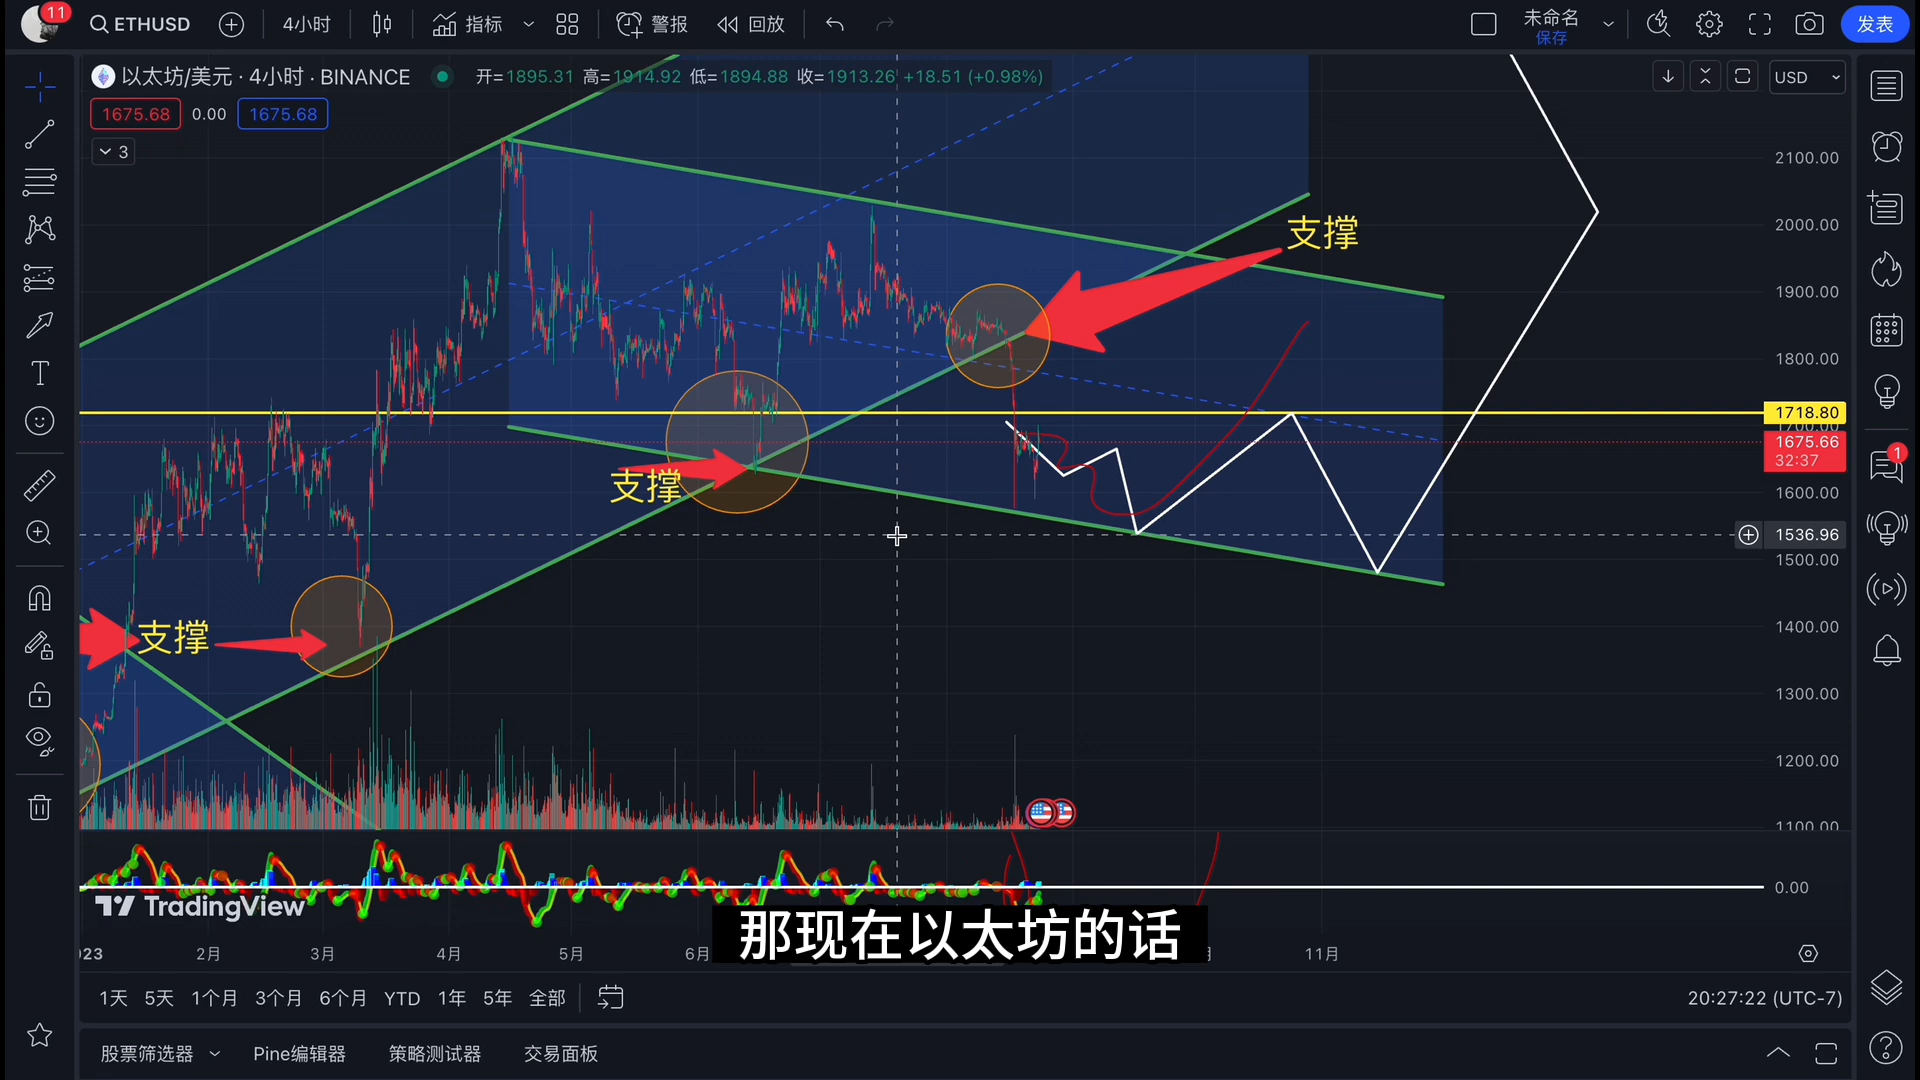 11
ETHUSD
4小时
指标
警报
回放
未命名
保存
发表
以太坊/美元 · 4小时 · BINANCE
开=1895.31 高=1914.92 低=1894.88 收=1913.26 +18.51 (+0.98%)
USD
1675.68
0.00
1675.68
3
2100.00
2000.00
1900.00
1800.00
1718.80
1700.00
1675.66
32:37
1600.00
1536.96
1500.00
1400.00
1300.00
1200.00
1100.00
0.00
支撑
支撑
支撑
1
TradingView
那现在以太坊的话
023
2月
3月
4月
5月
6月
月
11月
1天
5天
1个月
3个月
6个月
YTD
1年
5年
全部
20:27:22 (UTC-7)
股票筛选器
Pine编辑器
策略测试器
交易面板